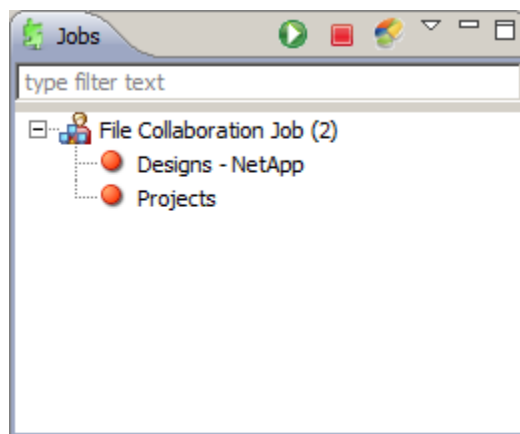 Jobs
type filter text
File Collaboration Job (2)
Designs - NetApp
Projects